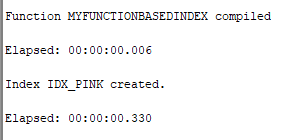 Function MYFUNCTIONBASEDINDEX compiled
Elapsed: 00:00:00.006
Index IDX_PINK created.
Elapsed: 00:00:00.330